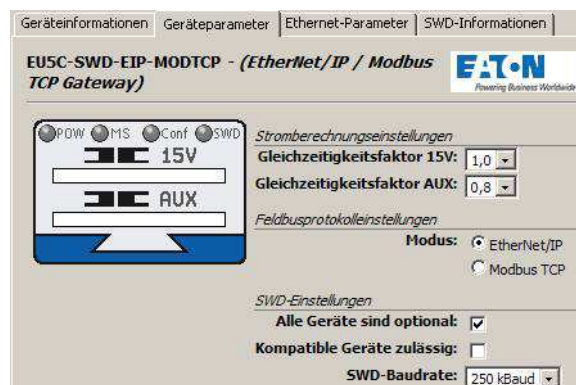 Geräteinformationen Geräteparameter Ethernet-Parameter SWD-Informationen
EU5C-SWD-EIP-MODTCP - (EtherNet/IP / Modbus
TCP Gateway)
EATON
Powering Business Worldwide
POW MS Conf SWD
15V
AUX
Stromberechnungseinstellungen
Gleichzeitigkeitsfaktor 15V: 1,0
Gleichzeitigkeitsfaktor AUX: 0,8
Feldbusprotokolleinstellungen
Modus: EtherNet/IP
Modbus TCP
SWD-Einstellungen
Alle Geräte sind optional:
Kompatible Geräte zulässig:
SWD-Baudrate: 250 kBaud